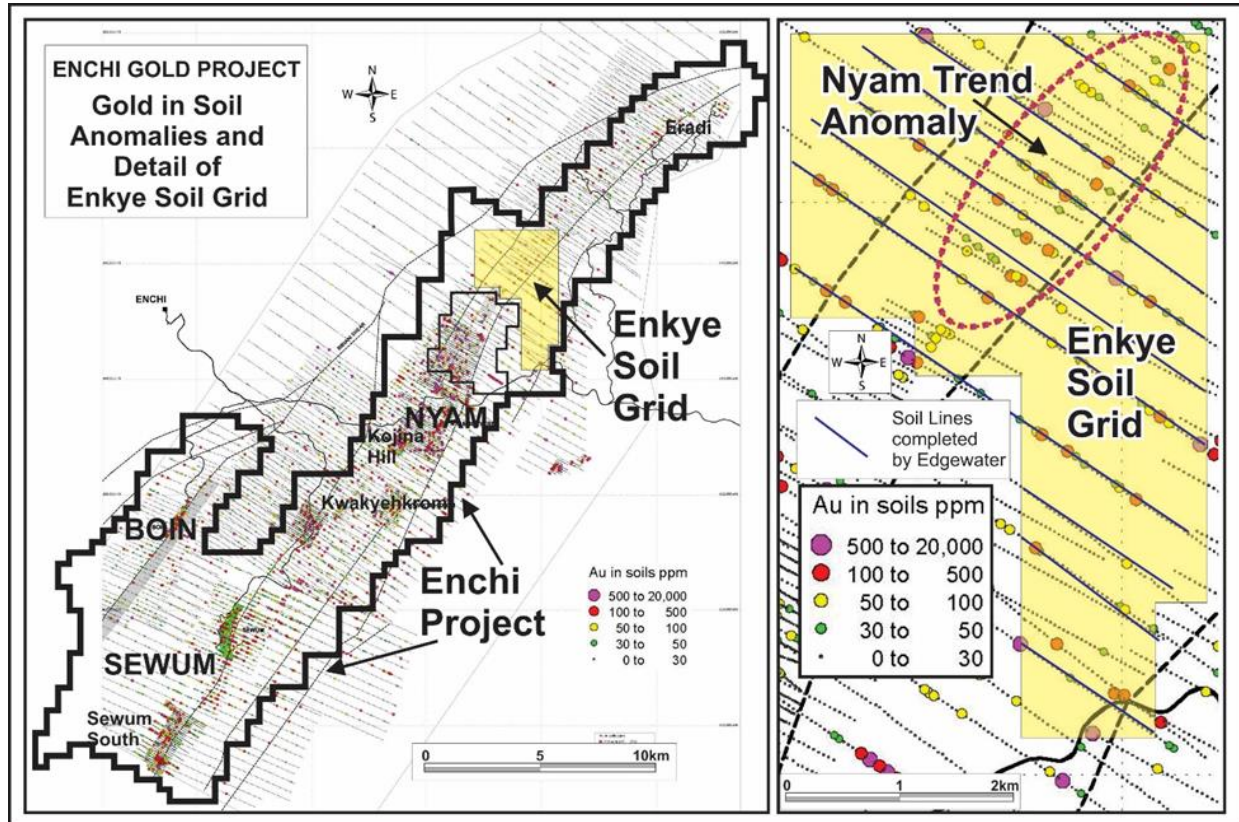 ENCHI GOLD PROJECT
Gold in Soil
Anomalies and
Detail of
Enkye Soil Grid
N
W E
S
Eradi
ENCHI
Enkye
Soil
Grid
NYAM
Kojina
Hill
Kwakyehkrom
BOIN
Enchi
Project
SEWUM
SEWUM
Sewum
South
Au in soils ppm
500 to 20,000
100 to 500
50 to 100
30 to 50
0 to 30
0 5 10km
Nyam Trend
Anomaly
N
W E
S
Enkye
Soil
Grid
Soil Lines
completed
by Edgewater
Au in soils ppm
500 to 20,000
100 to 500
50 to 100
30 to 50
0 to 30
0 1 2km